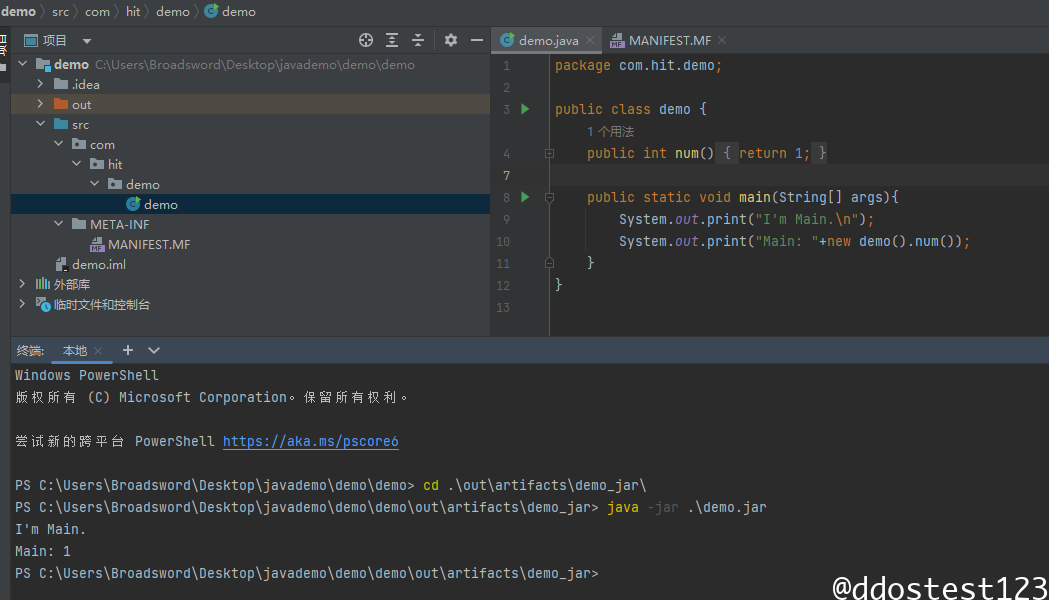 demo src com hit demo demo
项目
demo C:\Users\Broadsword\Desktop\javademo\demo\demo
.idea
out
src
com
hit
demo
demo
META-INF
MANIFEST.MF
demo.iml
外部库
临时文件和控制台
demo.java MANIFEST.MF
1 package com.hit.demo;
2
3 public class demo {
1 个用法
4 public int num() { return 1; }
7
8 public static void main(String[] args){
9 System.out.print("I'm Main.\n");
10 System.out.print("Main: "+new demo().num());
11 }
12 }
13
终端: 本地
Windows PowerShell
版权所有 (C) Microsoft Corporation。保留所有权利。
尝试新的跨平台 PowerShell https://aka.ms/pscore6
PS C:\Users\Broadsword\Desktop\javademo\demo\demo> cd .\out\artifacts\demo_jar\
PS C:\Users\Broadsword\Desktop\javademo\demo\demo\out\artifacts\demo_jar> java -jar .\demo.jar
I'm Main.
Main: 1
PS C:\Users\Broadsword\Desktop\javademo\demo\demo\out\artifacts\demo_jar>
@ddostest123